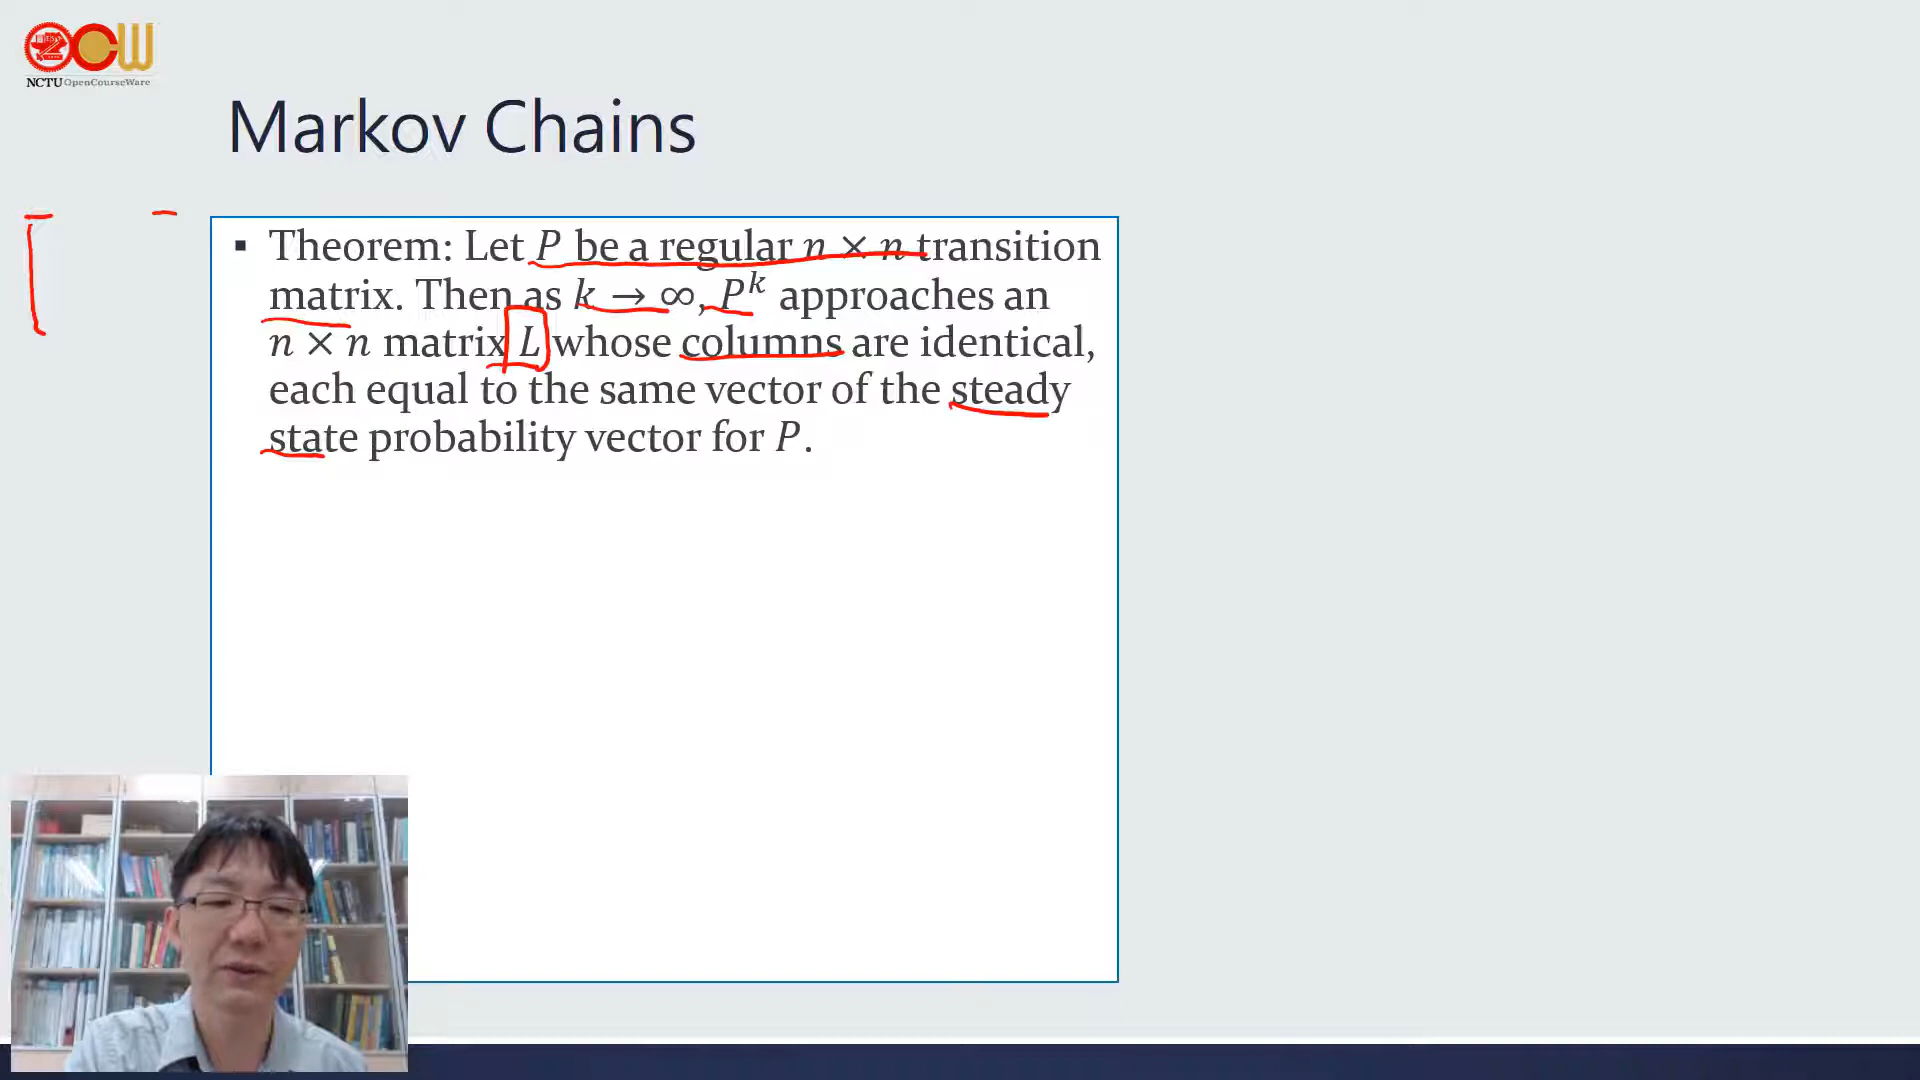 NCTU OpenCourseWare
Markov Chains
▪ Theorem: Let P be a regular n × n transition
matrix. Then as k → ∞, Pᵏ approaches an
n × n matrix L whose columns are identical,
each equal to the same vector of the steady
state probability vector for P.